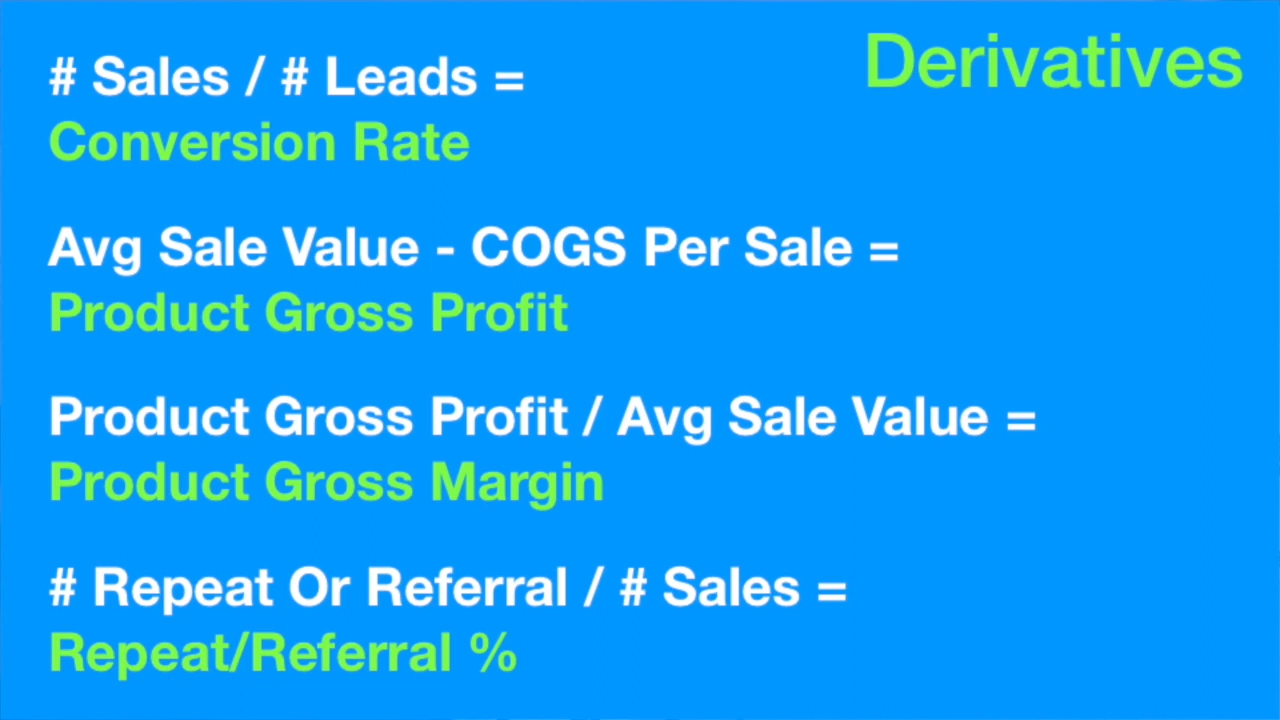 Derivatives
# Sales / # Leads =
Conversion Rate
Avg Sale Value - COGS Per Sale =
Product Gross Profit
Product Gross Profit / Avg Sale Value =
Product Gross Margin
# Repeat Or Referral / # Sales =
Repeat/Referral %